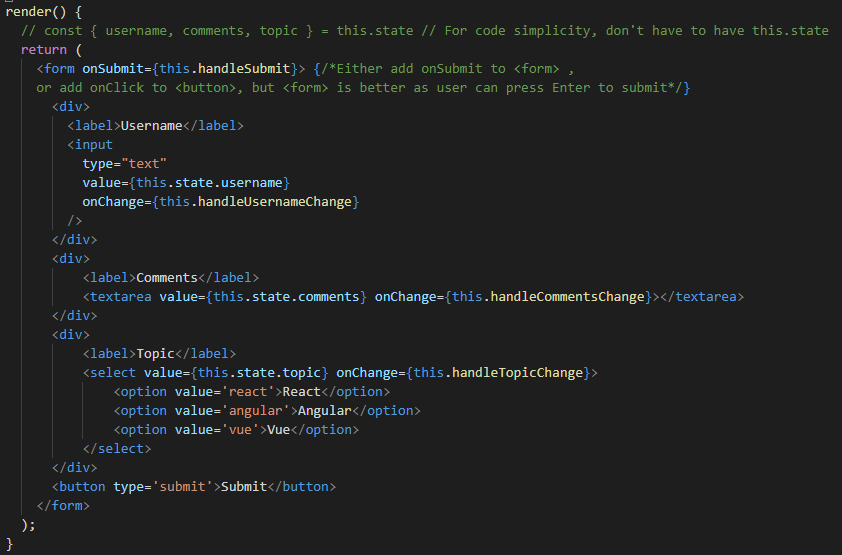 render() {
// const { username, comments, topic } = this.state // For code simplicity, don't have to have this.state
return (
<form onSubmit={this.handleSubmit}> {/*Either add onSubmit to <form> ,
or add onClick to <button>, but <form> is better as user can press Enter to submit*/}
<div>
<label>Username</label>
<input
type="text"
value={this.state.username}
onChange={this.handleUsernameChange}
/>
</div>
<div>
<label>Comments</label>
<textarea value={this.state.comments} onChange={this.handleCommentsChange}></textarea>
</div>
<div>
<label>Topic</label>
<select value={this.state.topic} onChange={this.handleTopicChange}>
<option value='react'>React</option>
<option value='angular'>Angular</option>
<option value='vue'>Vue</option>
</select>
</div>
<button type='submit'>Submit</button>
</form>
);
}